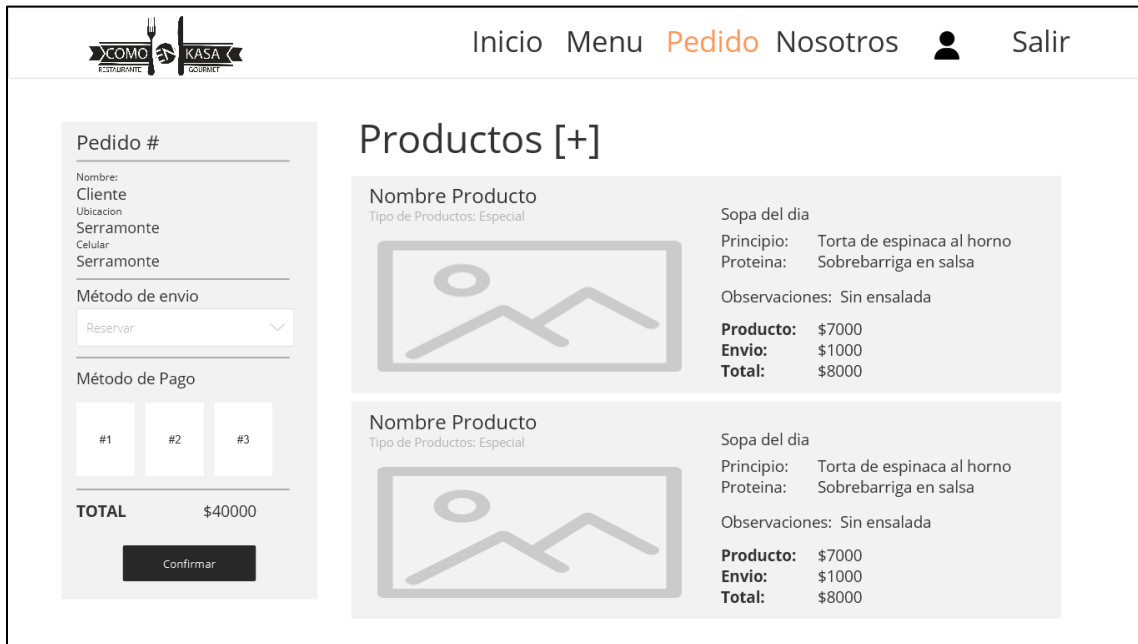 COMO EN KASA
RESTAURANTE GOURMET
Inicio Menu Pedido Nosotros Salir
Pedido #
Nombre:
Cliente
Ubicacion
Serramonte
Celular
Serramonte
Método de envio
Reservar
Método de Pago
#1 #2 #3
TOTAL $40000
Confirmar
Productos [+]
Nombre Producto
Tipo de Productos: Especial
Sopa del dia
Principio: Torta de espinaca al horno
Proteina: Sobrebarriga en salsa
Observaciones: Sin ensalada
Producto: $7000
Envio: $1000
Total: $8000
Nombre Producto
Tipo de Productos: Especial
Sopa del dia
Principio: Torta de espinaca al horno
Proteina: Sobrebarriga en salsa
Observaciones: Sin ensalada
Producto: $7000
Envio: $1000
Total: $8000